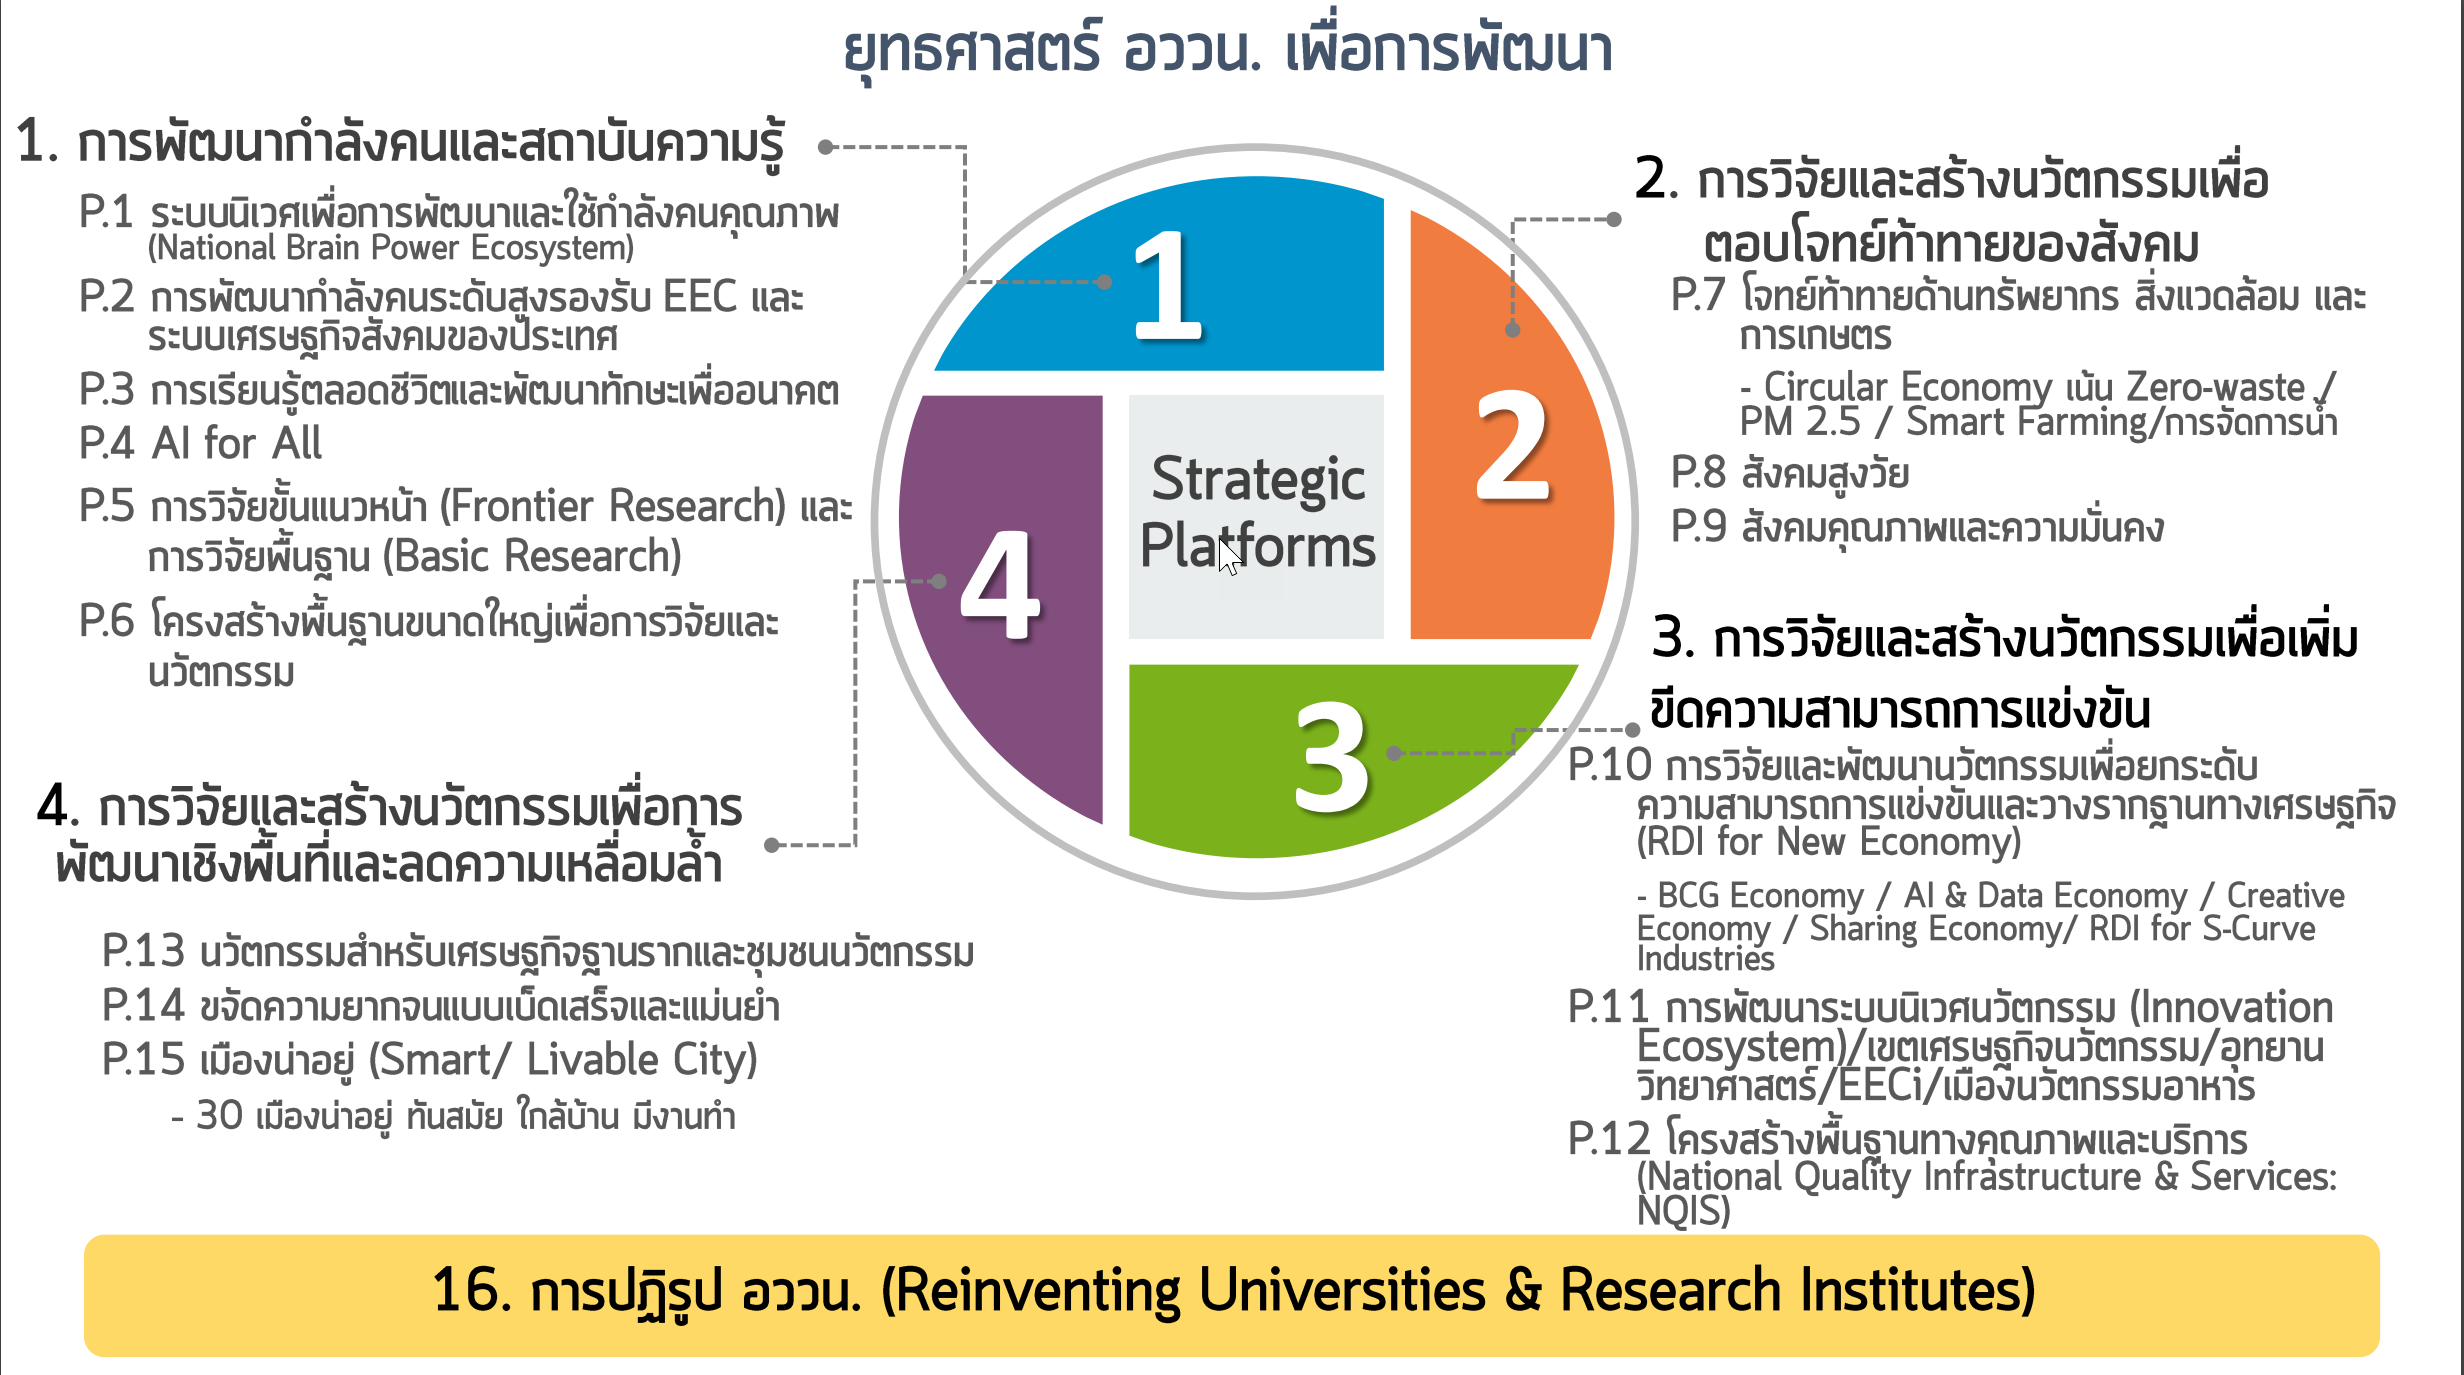 ยุทธศาสตร์ อววน. เพื่อการพัฒนา
1. การพัฒนากำลังคนและสถาบันความรู้
P.1 ระบบนิเวศเพื่อการพัฒนาและใช้กำลังคนคุณภาพ
(National Brain Power Ecosystem)
P.2 การพัฒนากำลังคนระดับสูงรองรับ EEC และ
ระบบเศรษฐกิจสังคมของประเทศ
P.3 การเรียนรู้ตลอดชีวิตและพัฒนาทักษะเพื่ออนาคต
P.4 AI for All
P.5 การวิจัยขั้นแนวหน้า (Frontier Research) และ
การวิจัยพื้นฐาน (Basic Research)
P.6 โครงสร้างพื้นฐานขนาดใหญ่เพื่อการวิจัยและ
นวัตกรรม
1
2
3
4
Strategic
Platforms
2. การวิจัยและสร้างนวัตกรรมเพื่อ
ตอบโจทย์ท้าทายของสังคม
P.7 โจทย์ท้าทายด้านทรัพยากร สิ่งแวดล้อม และ
การเกษตร
- Circular Economy เน้น Zero-waste /
PM 2.5 / Smart Farming/การจัดการน้ำ
P.8 สังคมสูงวัย
P.9 สังคมคุณภาพและความมั่นคง
3. การวิจัยและสร้างนวัตกรรมเพื่อเพิ่ม
ขีดความสามารถการแข่งขัน
P.10 การวิจัยและพัฒนานวัตกรรมเพื่อยกระดับ
ความสามารถการแข่งขันและวางรากฐานทางเศรษฐกิจ
(RDI for New Economy)
- BCG Economy / AI & Data Economy / Creative
Economy / Sharing Economy/ RDI for S-Curve
Industries
P.11 การพัฒนาระบบนิเวศนวัตกรรม (Innovation
Ecosystem)/เขตเศรษฐกิจนวัตกรรม/อุทยาน
วิทยาศาสตร์/EECi/เมืองนวัตกรรมอาหาร
P.12 โครงสร้างพื้นฐานทางคุณภาพและบริการ
(National Quality Infrastructure & Services:
NQIS)
4. การวิจัยและสร้างนวัตกรรมเพื่อการ
พัฒนาเชิงพื้นที่และลดความเหลื่อมล้ำ
P.13 นวัตกรรมสำหรับเศรษฐกิจฐานรากและชุมชนนวัตกรรม
P.14 ขจัดความยากจนแบบเบ็ดเสร็จและแม่นยำ
P.15 เมืองน่าอยู่ (Smart/ Livable City)
- 30 เมืองน่าอยู่ ทันสมัย ใกล้บ้าน มีงานทำ
16. การปฏิรูป อววน. (Reinventing Universities & Research Institutes)